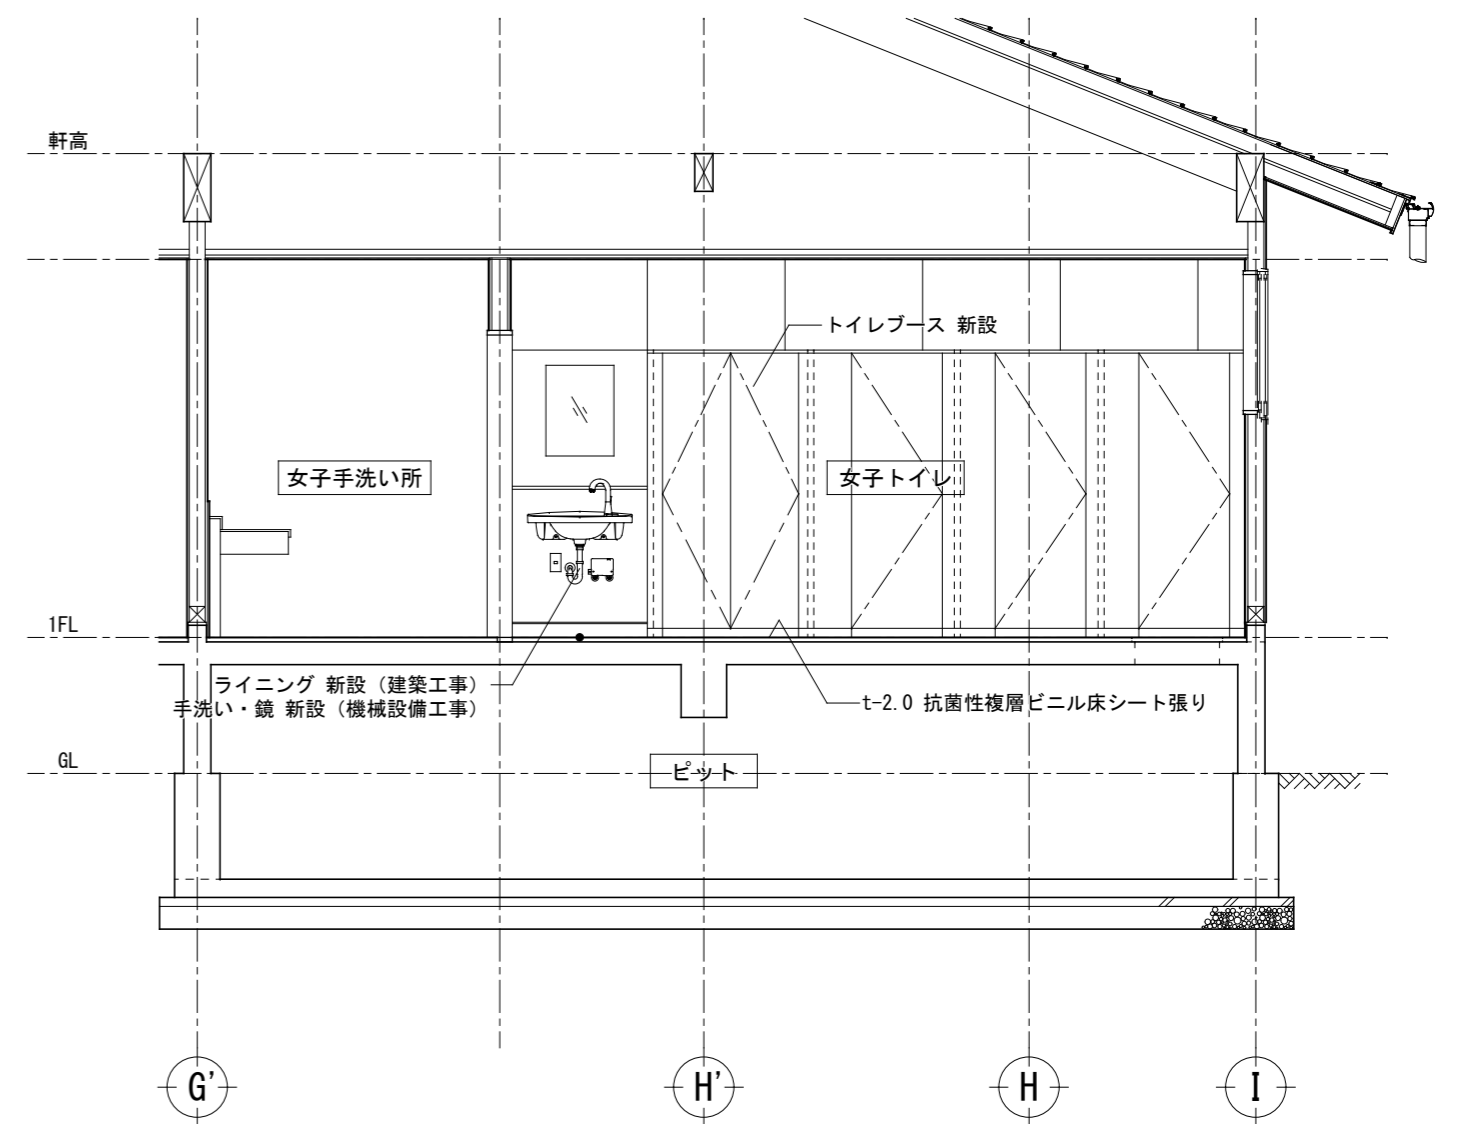 軒高
トイレブース 新設
女子手洗い所
女子トイレ
1FL
ライニング 新設（建築工事）
手洗い・鏡 新設（機械設備工事）
t-2.0 抗菌性複層ビニル床シート張り
GL
ピット
G'
H'
H
I